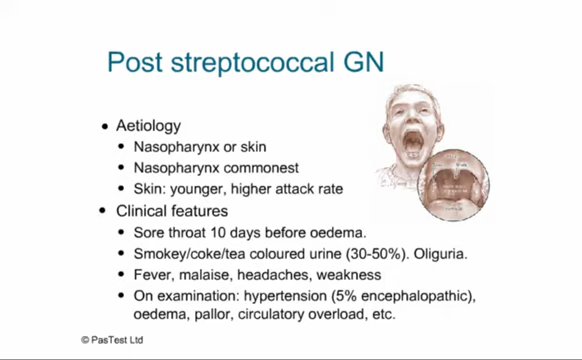 Post streptococcal GN
• Aetiology
• Nasopharynx or skin
• Nasopharynx commonest
• Skin: younger, higher attack rate
• Clinical features
• Sore throat 10 days before oedema.
• Smokey/coke/tea coloured urine (30-50%). Oliguria.
• Fever, malaise, headaches, weakness
• On examination: hypertension (5% encephalopathic),
oedema, pallor, circulatory overload, etc.
© PasTest Ltd